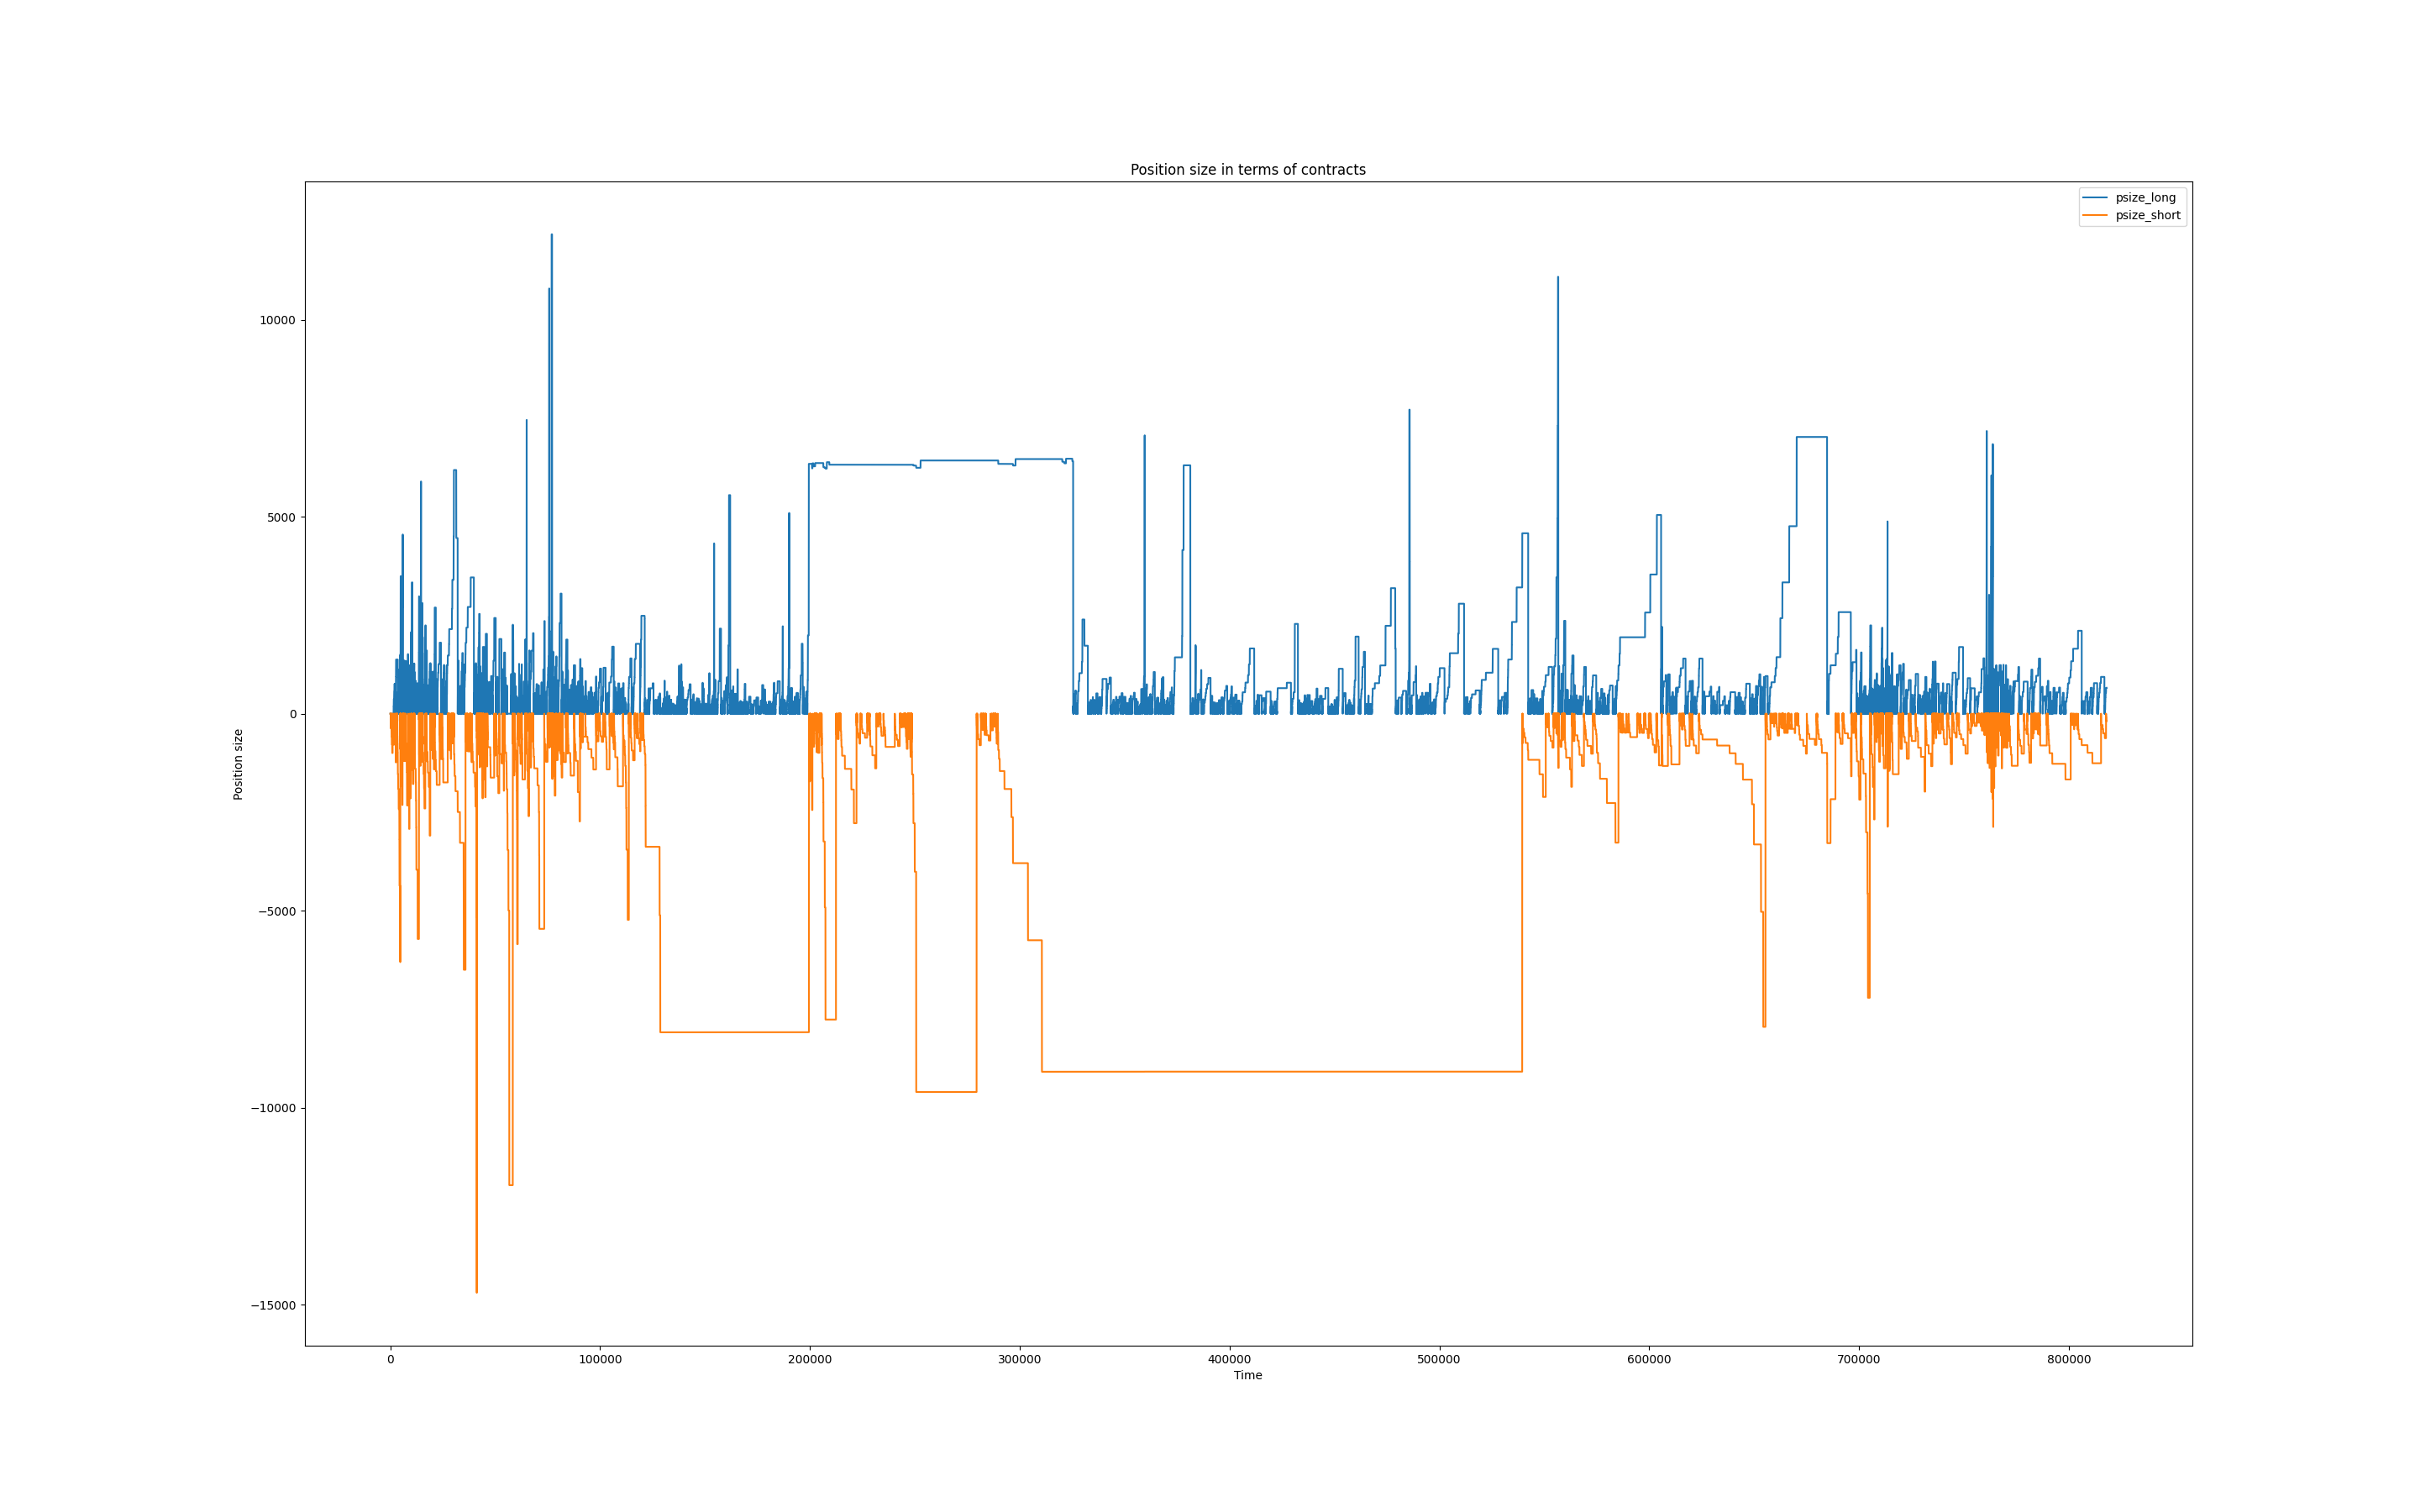 Position size in terms of contracts
psize_long
psize_short
10000
5000
0
−5000
−10000
−15000
Position size
0 100000 200000 300000 400000 500000 600000 700000 800000
Time